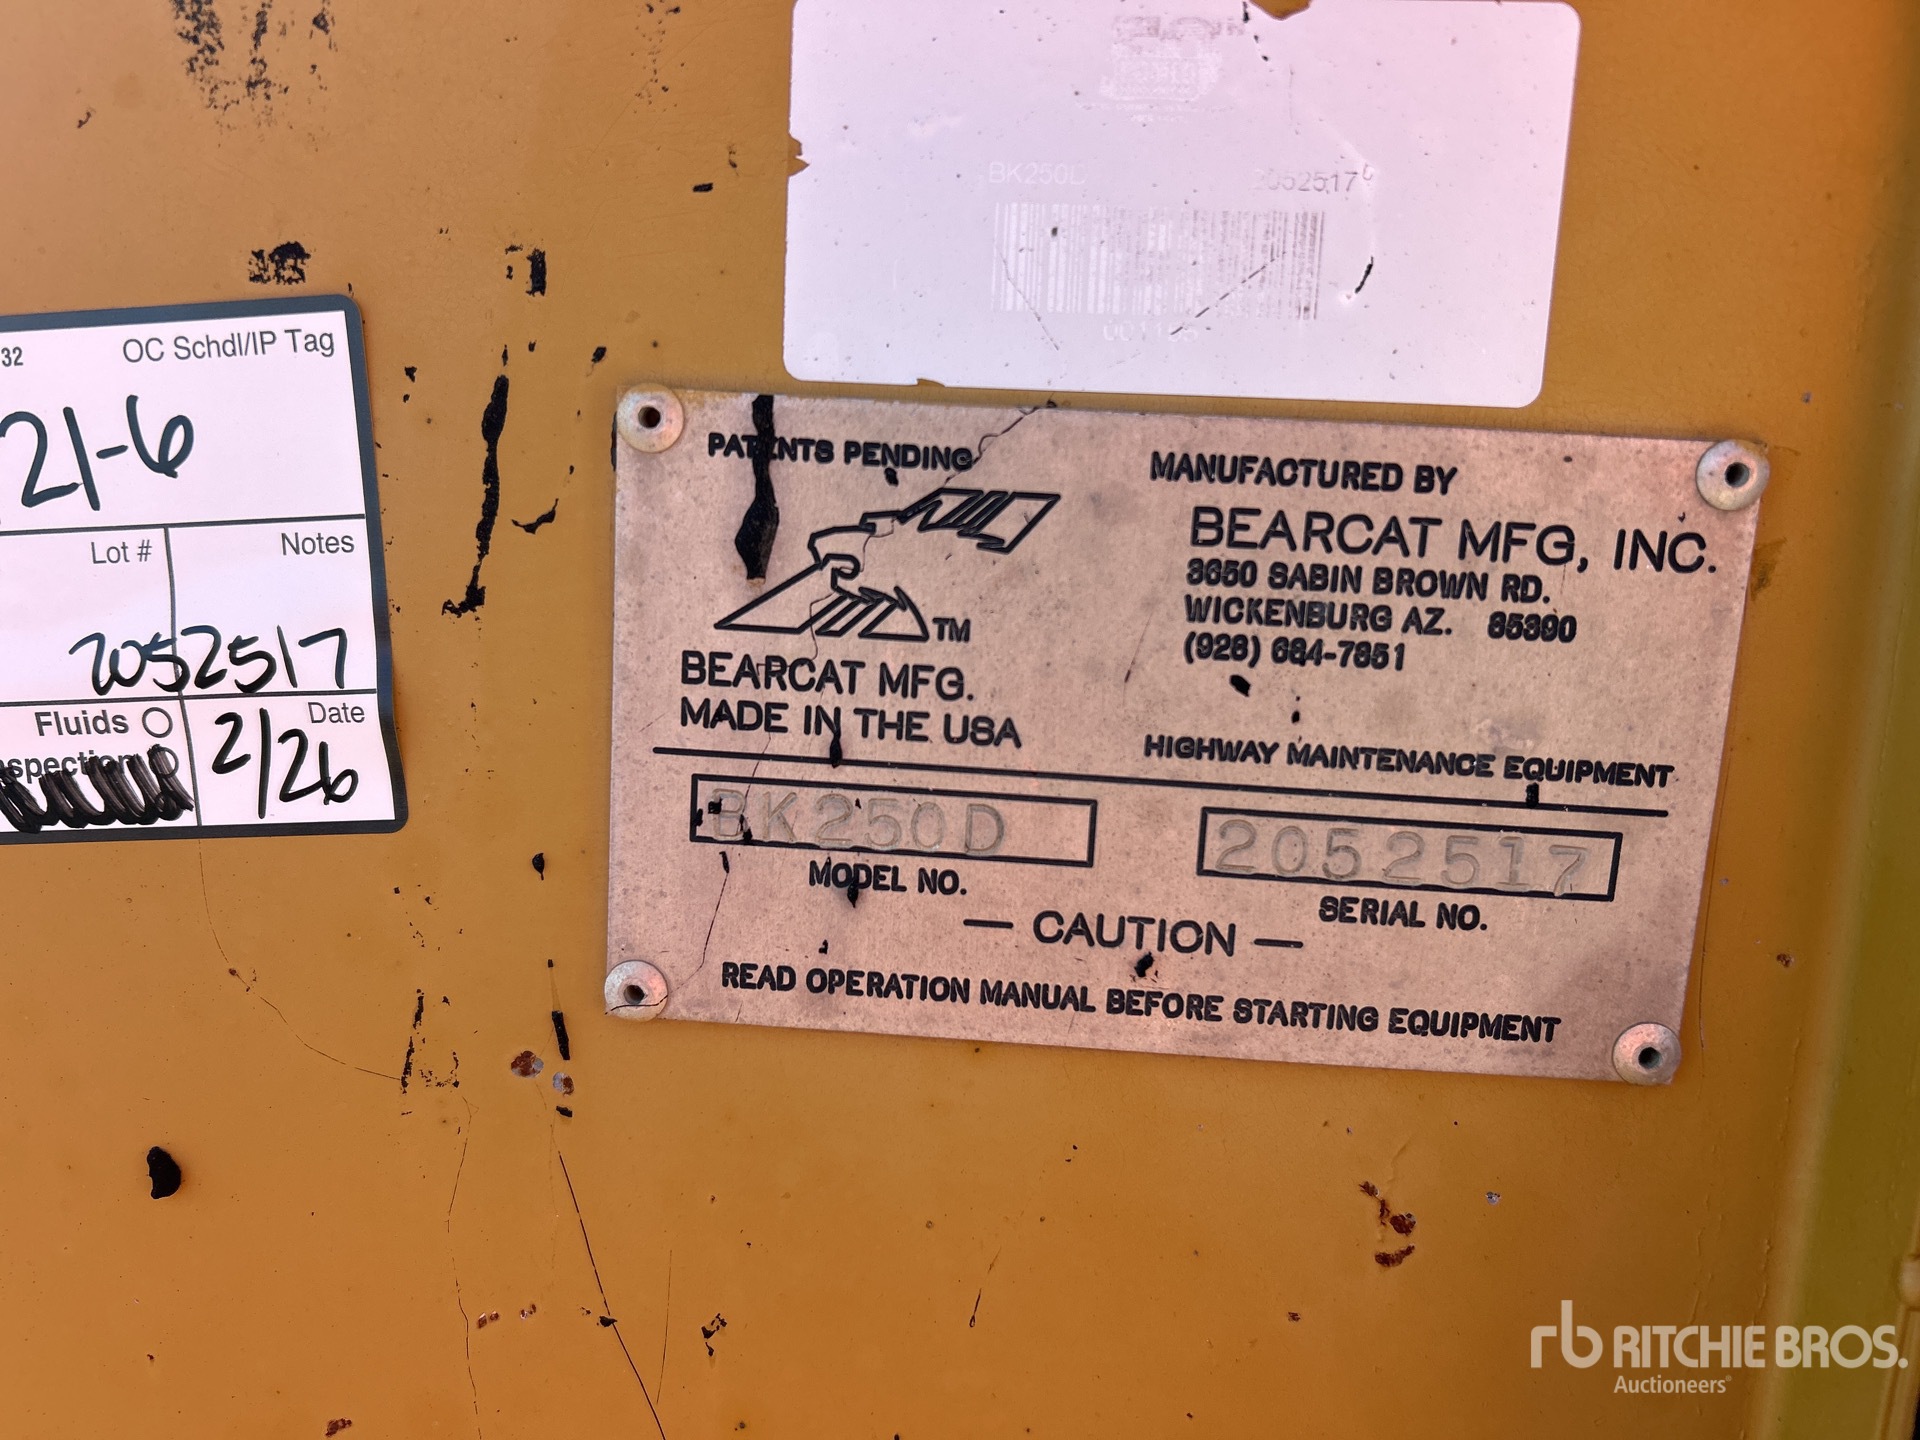 BK250D 2052517
32 OC Schdl/IP Tag
21-6
Lot # Notes
2052517
Fluids Date
2/26
PATENTS PENDING
TM
BEARCAT MFG.
MADE IN THE USA
MANUFACTURED BY
BEARCAT MFG, INC.
3650 SABIN BROWN RD.
WICKENBURG AZ. 85390
(928) 684-7851
HIGHWAY MAINTENANCE EQUIPMENT
BK250D 2052517
MODEL NO. SERIAL NO.
— CAUTION —
READ OPERATION MANUAL BEFORE STARTING EQUIPMENT
rb RITCHIE BROS.
Auctioneers